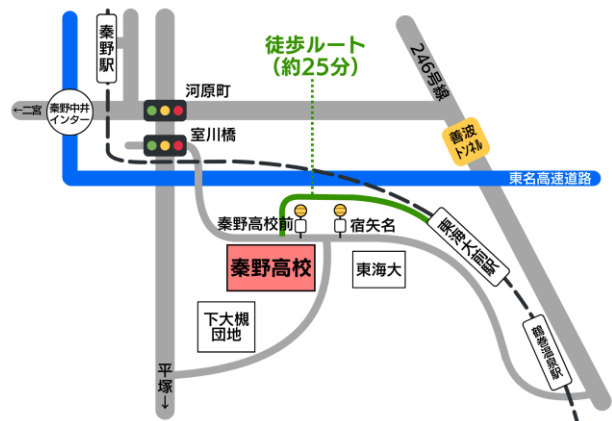 秦野駅
徒歩ルート
（約25分）
246号線
河原町
←二宮
秦野中井
インター
善波
トンネル
室川橋
東名高速道路
秦野高校前
宿矢名
東海大前駅
秦野高校
東海大
下大槻
団地
鶴巻温泉駅
平塚→